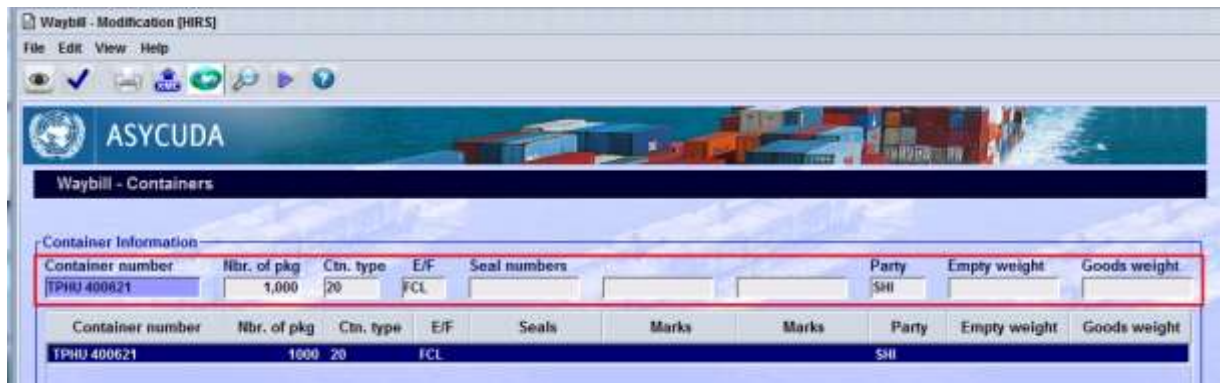 Waybill - Modification [HIRS]
File Edit View Help
ASYCUDA
Waybill - Containers
Container Information
Container number Nbr. of pkg Ctn. type E/F Seal numbers Party Empty weight Goods weight
TPHU 400621 1,000 20 FCL SHI
Container number Nbr. of pkg Ctn. type E/F Seals Marks Marks Party Empty weight Goods weight
TPHU 400621 1000 20 FCL SHI